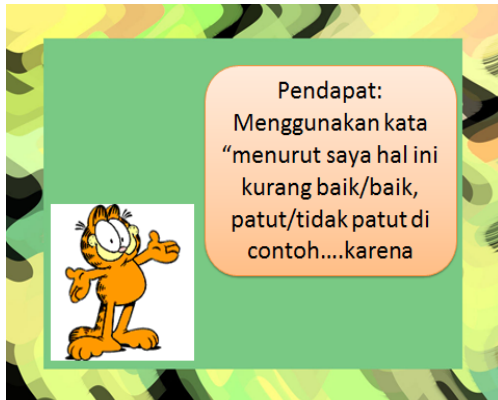 Pendapat:
Menggunakan kata
“menurut saya hal ini
kurang baik/baik,
patut/tidak patut di
contoh....karena